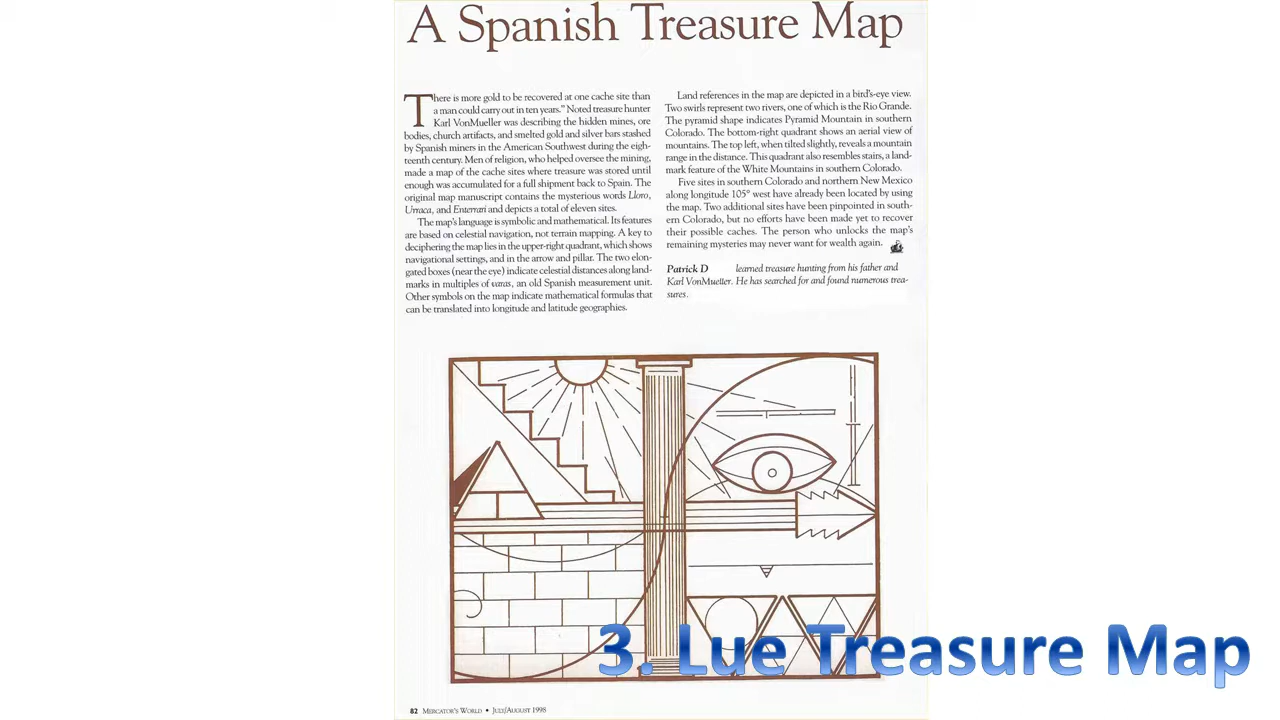 A Spanish Treasure Map
There is more gold to be recovered at one cache site than
a man could carry out in ten years." Noted treasure hunter
Karl VonMueller was describing the hidden mines, ore
bodies, church artifacts, and smelted gold and silver bars stashed
by Spanish miners in the American Southwest during the eigh-
teenth century. Men of religion, who helped oversee the mining,
made a map of the cache sites where treasure was stored until
enough was accumulated for a full shipment back to Spain. The
original map manuscript contains the mysterious words Lloro,
Urraca, and Enterrari and depicts a total of eleven sites.
The map's language is symbolic and mathematical. Its features
are based on celestial navigation, not terrain mapping. A key to
deciphering the map lies in the upper-right quadrant, which shows
navigational settings, and in the arrow and pillar. The two elon-
gated boxes (near the eye) indicate celestial distances along land-
marks in multiples of varas, an old Spanish measurement unit.
Other symbols on the map indicate mathematical formulas that
can be translated into longitude and latitude geographies.
Land references in the map are depicted in a bird's-eye view.
Two swirls represent two rivers, one of which is the Rio Grande.
The pyramid shape indicates Pyramid Mountain in southern
Colorado. The bottom-right quadrant shows an aerial view of
mountains. The top left, when tilted slightly, reveals a mountain
range in the distance. This quadrant also resembles stairs, a land-
mark feature of the White Mountains in southern Colorado.
Five sites in southern Colorado and northern New Mexico
along longitude 105° west have already been located by using
the map. Two additional sites have been pinpointed in south-
ern Colorado, but no efforts have been made yet to recover
their possible caches. The person who unlocks the map's
remaining mysteries may never want for wealth again.
Patrick D learned treasure hunting from his father and
Karl VonMueller. He has searched for and found numerous trea-
sures.
3. Lue Treasure Map
82 MERCATOR'S WORLD • JULY/AUGUST 1998